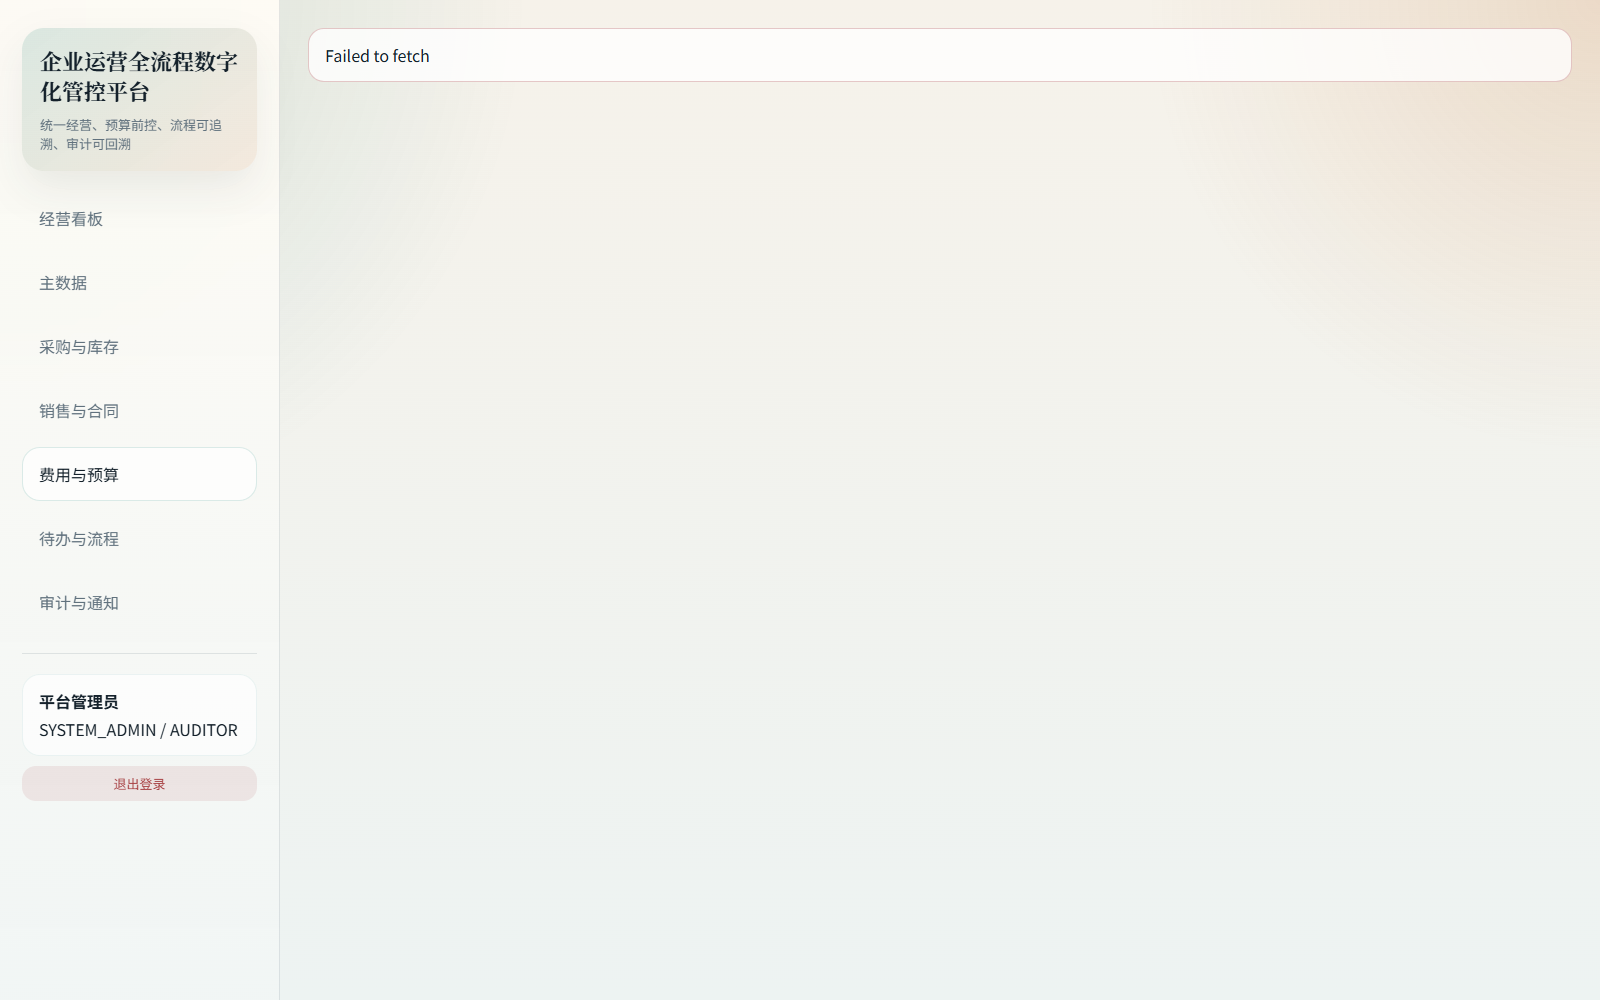 企业运营全流程数字
化管控平台
统一经营、预算前控、流程可追
溯、审计可回溯
经营看板
主数据
采购与库存
销售与合同
费用与预算
待办与流程
审计与通知
平台管理员
SYSTEM_ADMIN / AUDITOR
退出登录
Failed to fetch